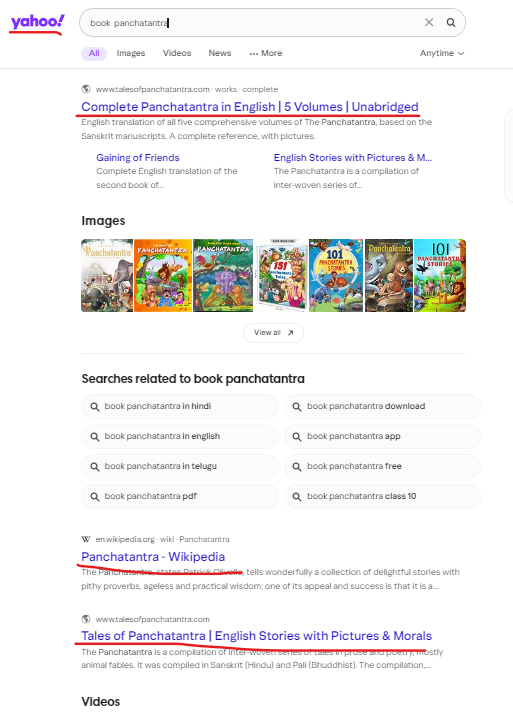 yahoo!
book panchatantra
All Images Videos News ··· More Anytime
www.talesofpanchatantra.com · works · complete
Complete Panchatantra in English | 5 Volumes | Unabridged
English translation of all five comprehensive volumes of The Panchatantra, based on the
Sanskrit manuscripts. A complete reference, with pictures.
Gaining of Friends
Complete English translation of the
second book of...
English Stories with Pictures & M...
The Panchatantra is a compilation of
inter-woven series of...
Images
Panchatantra
PANCHATANTRA
PANCHATANTRA
151
101
PANCHATANTRA
STORIES
Panchatantra
101
PANCHATANTRA
STORIES
View all
Searches related to book panchatantra
book panchatantra in hindi
book panchatantra download
book panchatantra in english
book panchatantra app
book panchatantra in telugu
book panchatantra free
book panchatantra pdf
book panchatantra class 10
W en.wikipedia.org · wiki · Panchatantra
Panchatantra - Wikipedia
The Panchatantra, states Patrick Olivelle, tells wonderfully a collection of delightful stories with
pithy proverbs, ageless and practical wisdom; one of its appeal and success is that it is a...
www.talesofpanchatantra.com
Tales of Panchatantra | English Stories with Pictures & Morals
The Panchatantra is a compilation of inter-woven series of tales in prose and poetry, mostly
animal fables. It was compiled in Sanskrit (Hindu) and Pali (Bhuddhist). The compilation,...
Videos